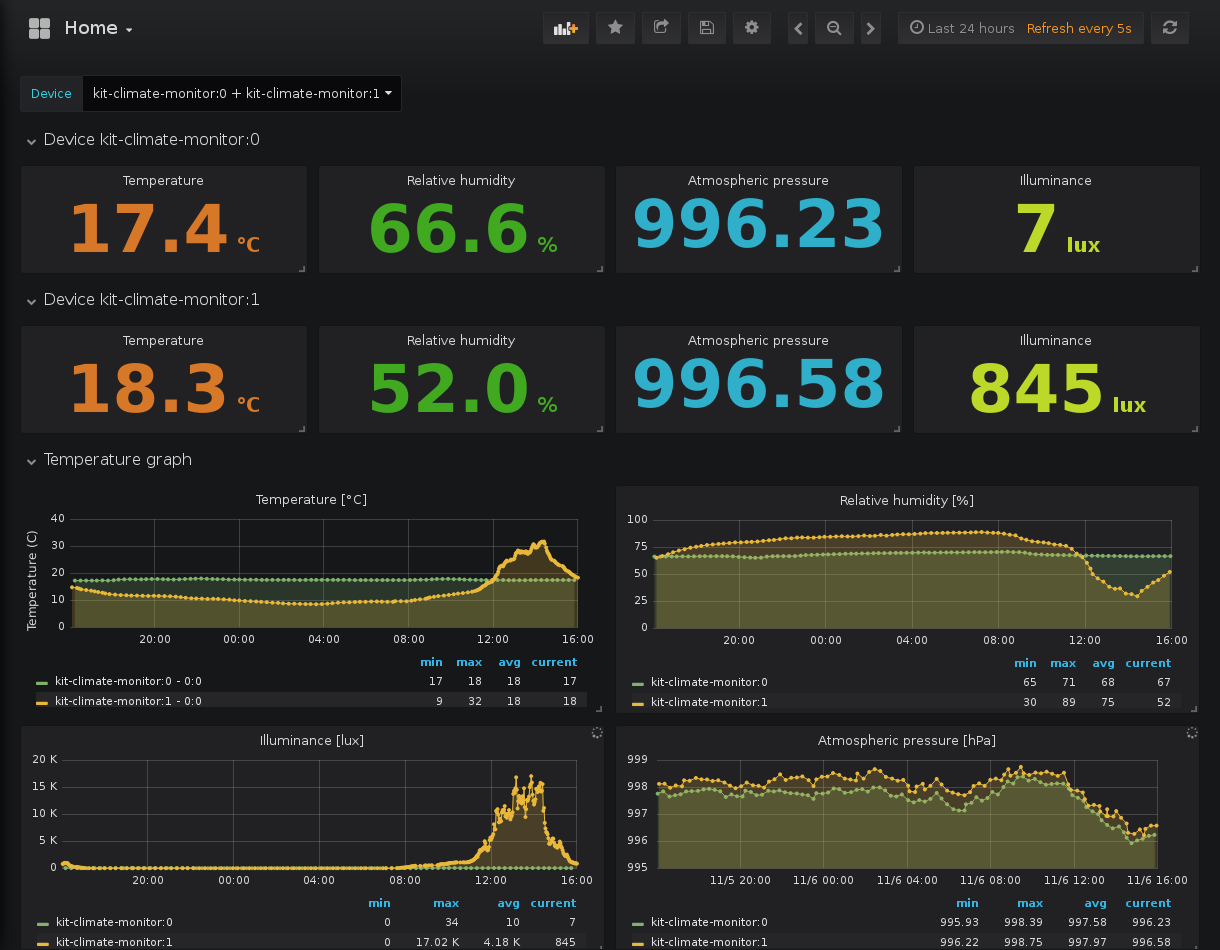 Home
Last 24 hours Refresh every 5s
Device kit-climate-monitor:0 + kit-climate-monitor:1
Device kit-climate-monitor:0
Temperature Relative humidity Atmospheric pressure Illuminance
17.4 °C 66.6 % 996.23 7 lux
Device kit-climate-monitor:1
Temperature Relative humidity Atmospheric pressure Illuminance
18.3 °C 52.0 % 996.58 845 lux
Temperature graph
Temperature [°C]
Temperature (C)
40
30
20
10
0
20:00 00:00 04:00 08:00 12:00 16:00
min max avg current
kit-climate-monitor:0 - 0:0 17 18 18 17
kit-climate-monitor:1 - 0:0 9 32 18 18
Relative humidity [%]
100
75
50
25
0
20:00 00:00 04:00 08:00 12:00 16:00
min max avg current
kit-climate-monitor:0 65 71 68 67
kit-climate-monitor:1 30 89 75 52
Illuminance [lux]
20 K
15 K
10 K
5 K
0
20:00 00:00 04:00 08:00 12:00 16:00
min max avg current
kit-climate-monitor:0 0 34 10 7
kit-climate-monitor:1 0 17.02 K 4.18 K 845
Atmospheric pressure [hPa]
999
998
997
996
995
11/5 20:00 11/6 00:00 11/6 04:00 11/6 08:00 11/6 12:00 11/6 16:00
min max avg current
kit-climate-monitor:0 995.93 998.39 997.58 996.23
kit-climate-monitor:1 996.22 998.75 997.97 996.58